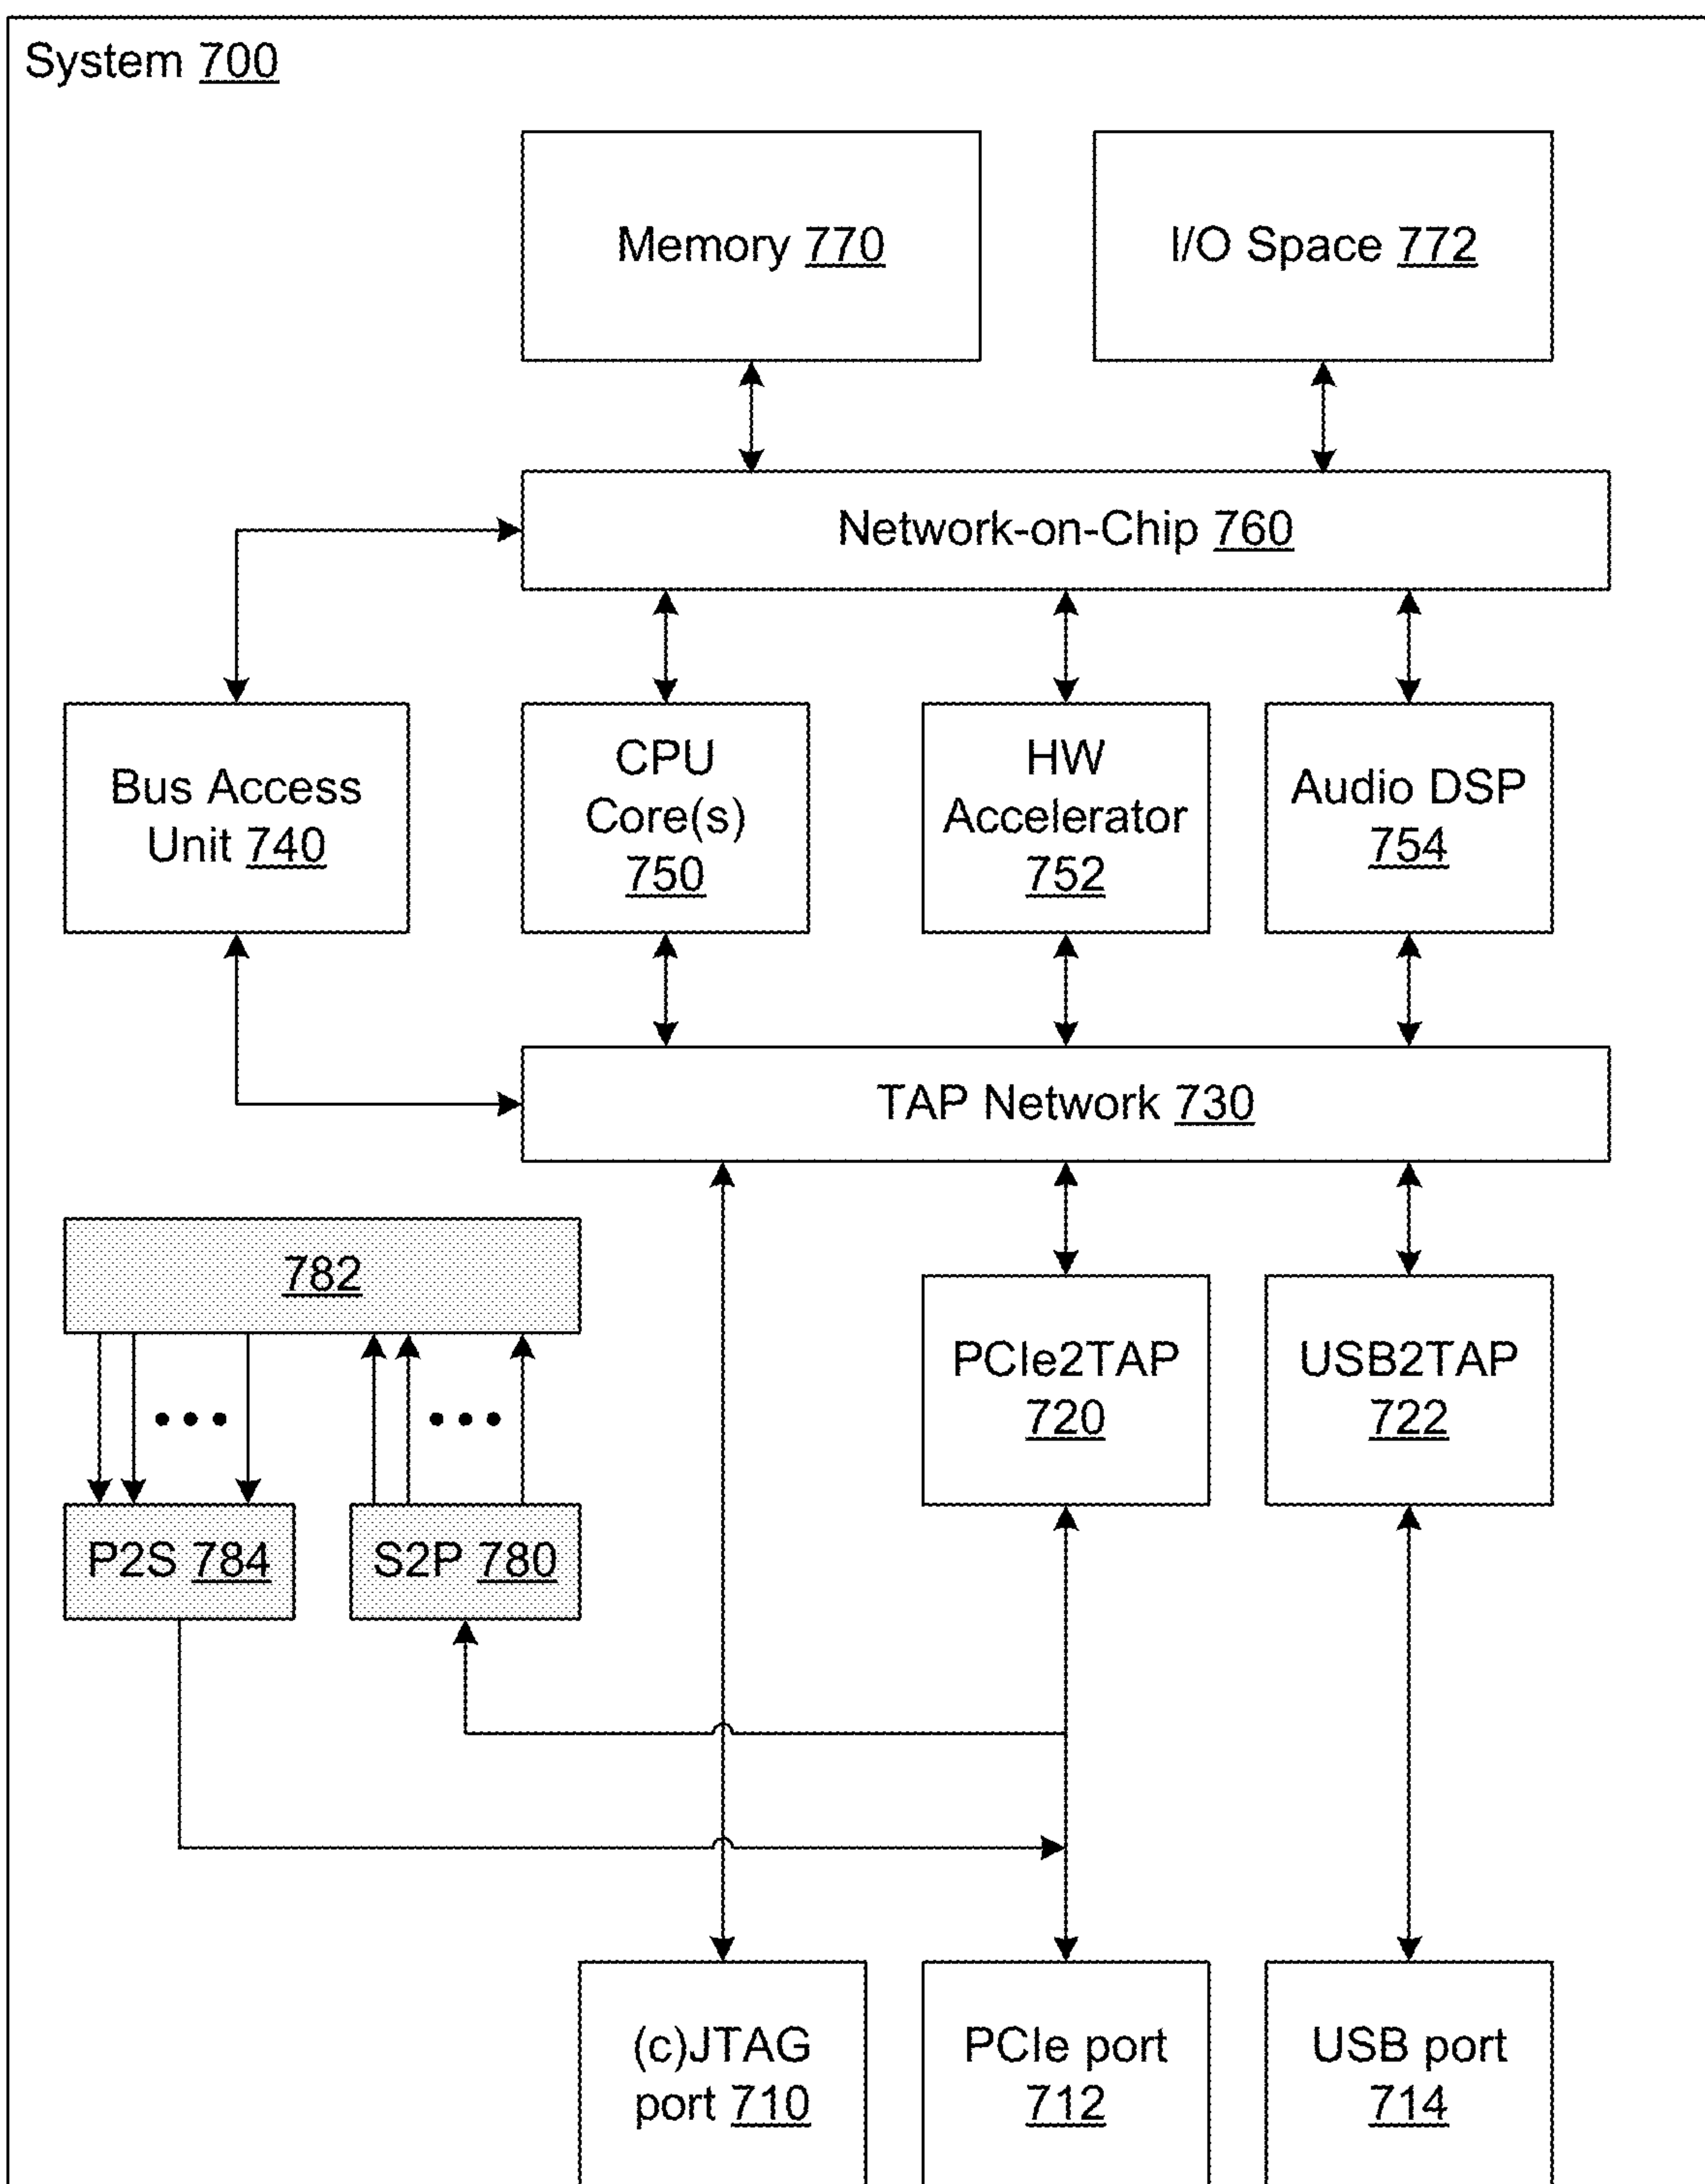 System 700
Memory 770
I/O Space 772
Network-on-Chip 760
Bus Access
Unit 740
CPU
Core(s)
750
HW
Accelerator
752
Audio DSP
754
TAP Network 730
782
PCIe2TAP
720
USB2TAP
722
P2S 784
S2P 780
(c)JTAG
port 710
PCIe port
712
USB port
714